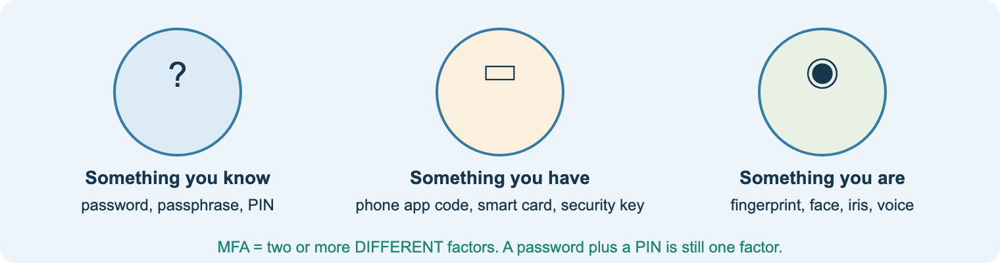 ?
Something you know
password, passphrase, PIN
Something you have
phone app code, smart card, security key
Something you are
fingerprint, face, iris, voice
MFA = two or more DIFFERENT factors. A password plus a PIN is still one factor.